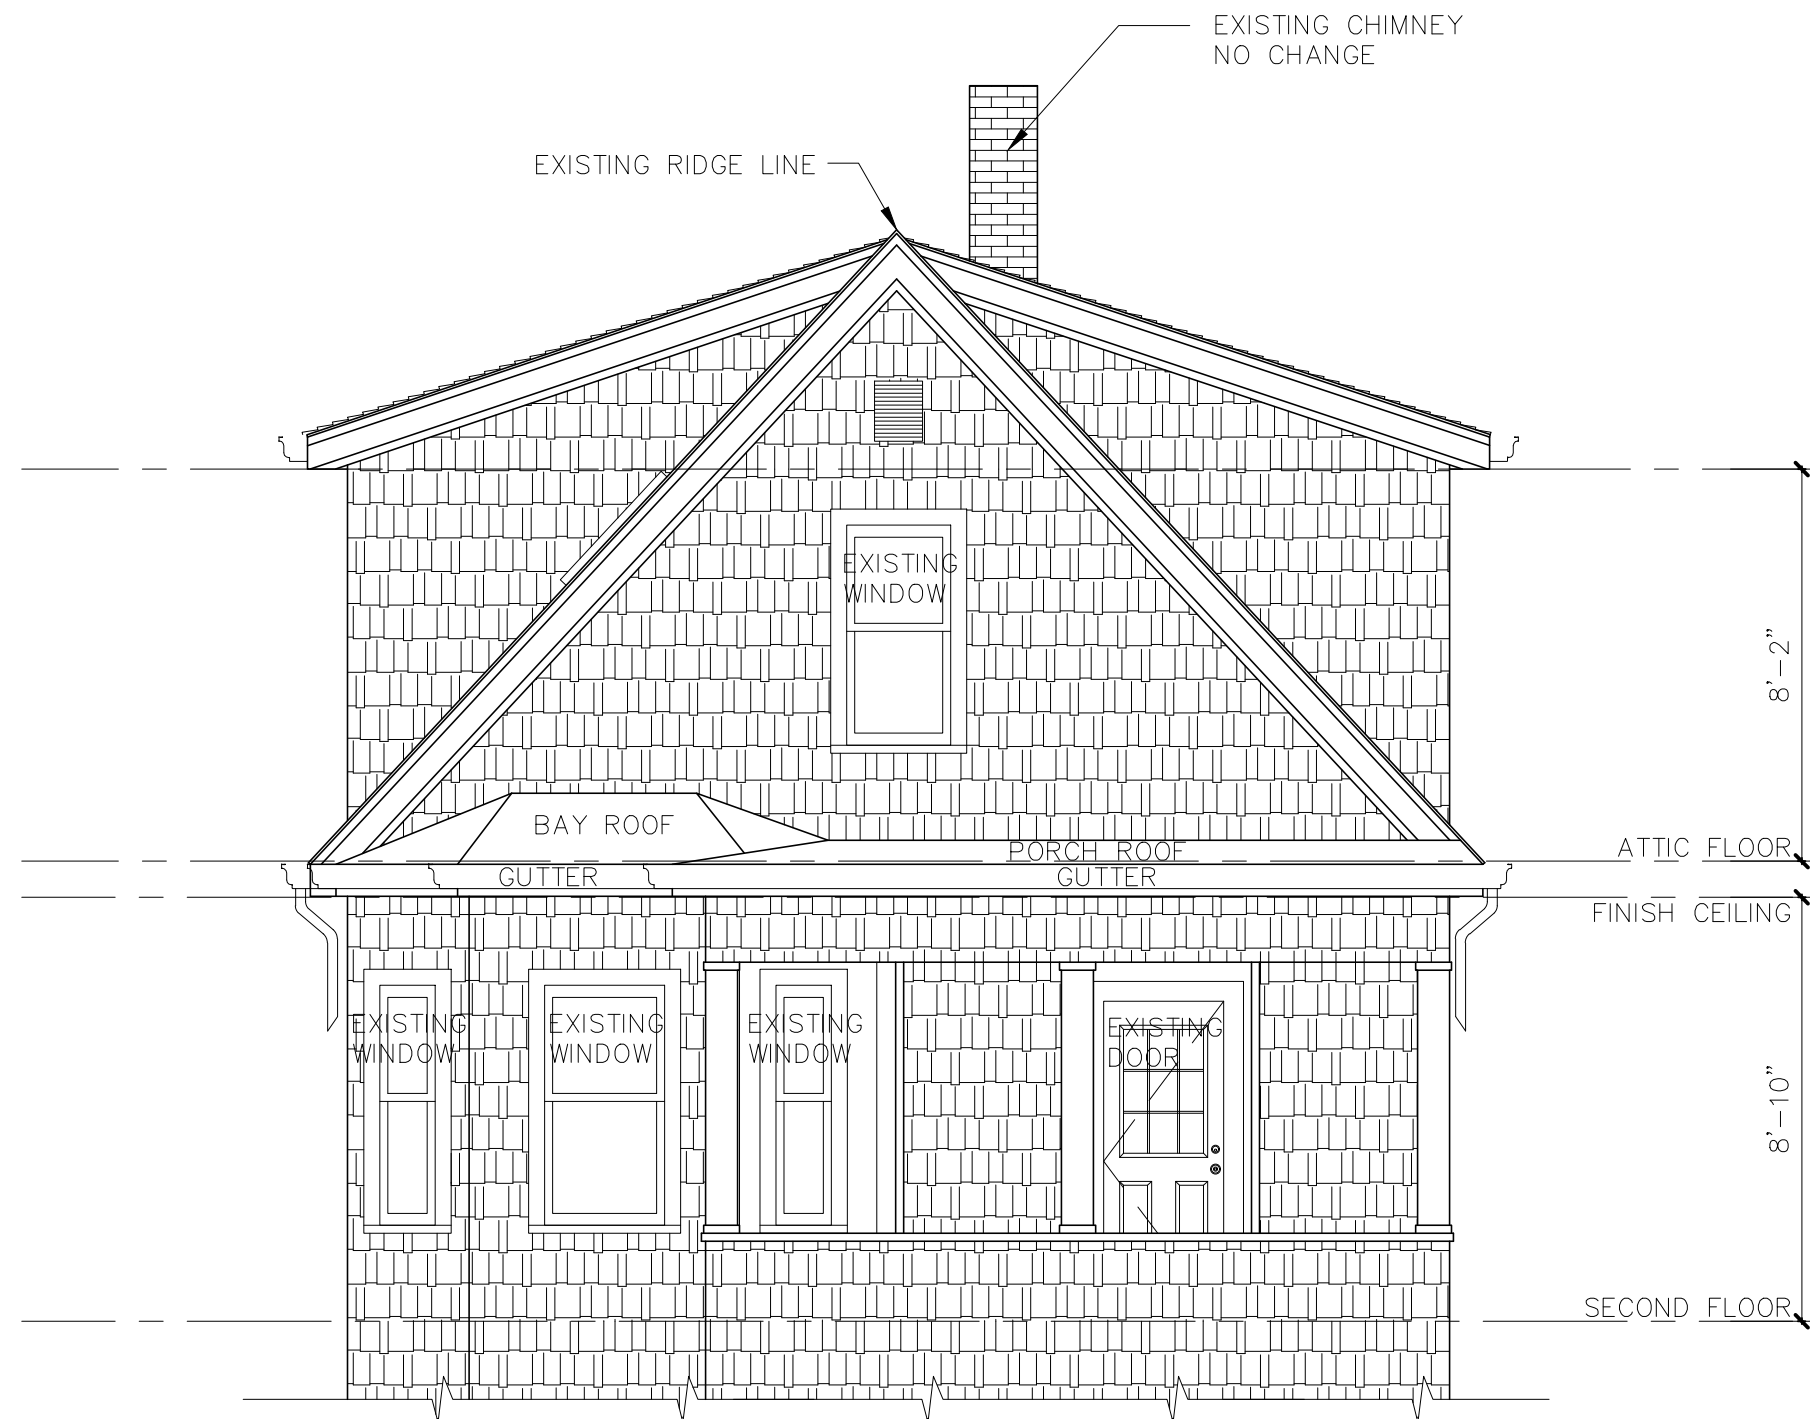 EXISTING CHIMNEY
NO CHANGE
EXISTING RIDGE LINE
EXISTING
WINDOW
8'-2"
BAY ROOF
PORCH ROOF
ATTIC FLOOR
GUTTER
GUTTER
FINISH CEILING
EXISTING
WINDOW
EXISTING
WINDOW
EXISTING
WINDOW
EXISTING
DOOR
8'-10"
SECOND FLOOR